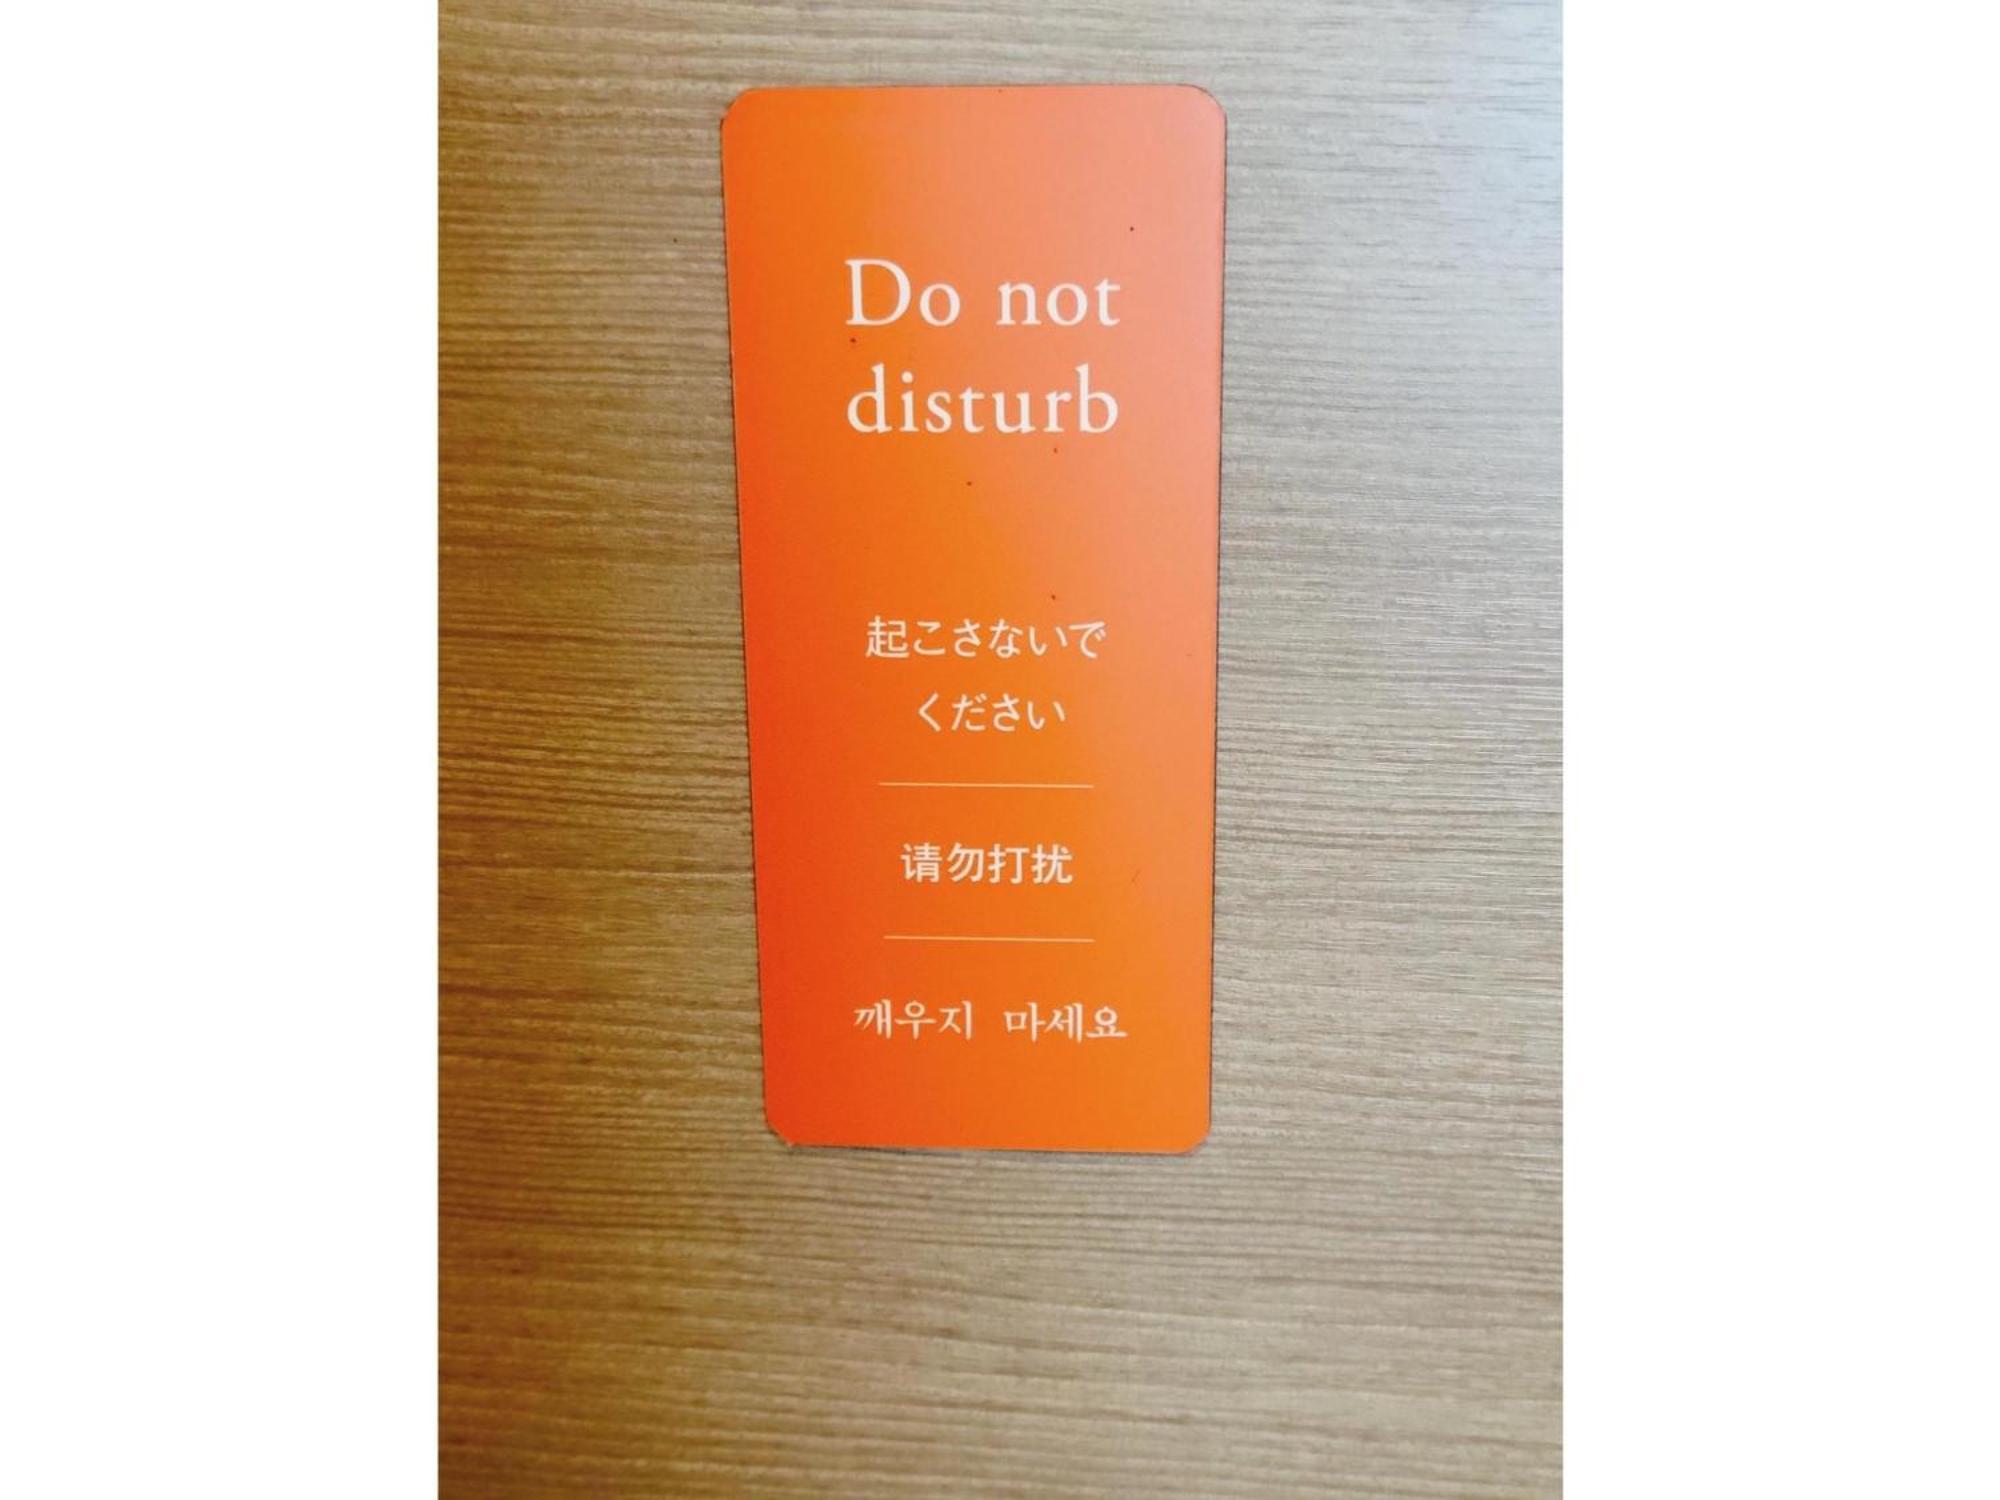 Do not
disturb
起こさないで
ください
请勿打扰
깨우지 마세요